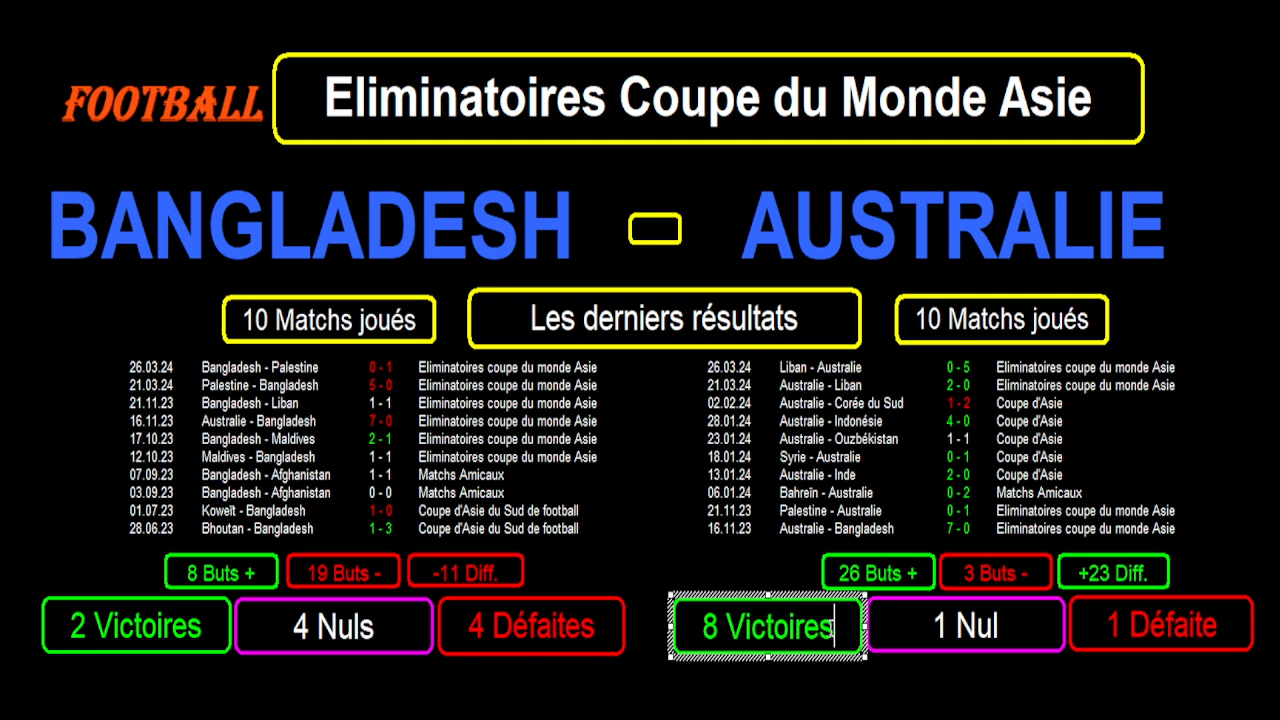 FOOTBALL Eliminatoires Coupe du Monde Asie
BANGLADESH - AUSTRALIE
10 Matchs joués Les derniers résultats 10 Matchs joués
26.03.24 Bangladesh - Palestine 0 - 1 Eliminatoires coupe du monde Asie 26.03.24 Liban - Australie 0 - 5 Eliminatoires coupe du monde Asie
21.03.24 Palestine - Bangladesh 5 - 0 Eliminatoires coupe du monde Asie 21.03.24 Australie - Liban 2 - 0 Eliminatoires coupe du monde Asie
21.11.23 Bangladesh - Liban 1 - 1 Eliminatoires coupe du monde Asie 02.02.24 Australie - Corée du Sud 1 - 2 Coupe d'Asie
16.11.23 Australie - Bangladesh 7 - 0 Eliminatoires coupe du monde Asie 28.01.24 Australie - Indonésie 4 - 0 Coupe d'Asie
17.10.23 Bangladesh - Maldives 2 - 1 Eliminatoires coupe du monde Asie 23.01.24 Australie - Ouzbékistan 1 - 1 Coupe d'Asie
12.10.23 Maldives - Bangladesh 1 - 1 Eliminatoires coupe du monde Asie 18.01.24 Syrie - Australie 0 - 1 Coupe d'Asie
07.09.23 Bangladesh - Afghanistan 1 - 1 Matchs Amicaux 13.01.24 Australie - Inde 2 - 0 Coupe d'Asie
03.09.23 Bangladesh - Afghanistan 0 - 0 Matchs Amicaux 06.01.24 Bahreïn - Australie 0 - 2 Matchs Amicaux
01.07.23 Koweït - Bangladesh 1 - 0 Coupe d'Asie du Sud de football 21.11.23 Palestine - Australie 0 - 1 Eliminatoires coupe du monde Asie
28.06.23 Bhoutan - Bangladesh 1 - 3 Coupe d'Asie du Sud de football 16.11.23 Australie - Bangladesh 7 - 0 Eliminatoires coupe du monde Asie
8 Buts + 19 Buts - -11 Diff. 26 Buts + 3 Buts - +23 Diff.
2 Victoires 4 Nuls 4 Défaites 8 Victoires 1 Nul 1 Défaite